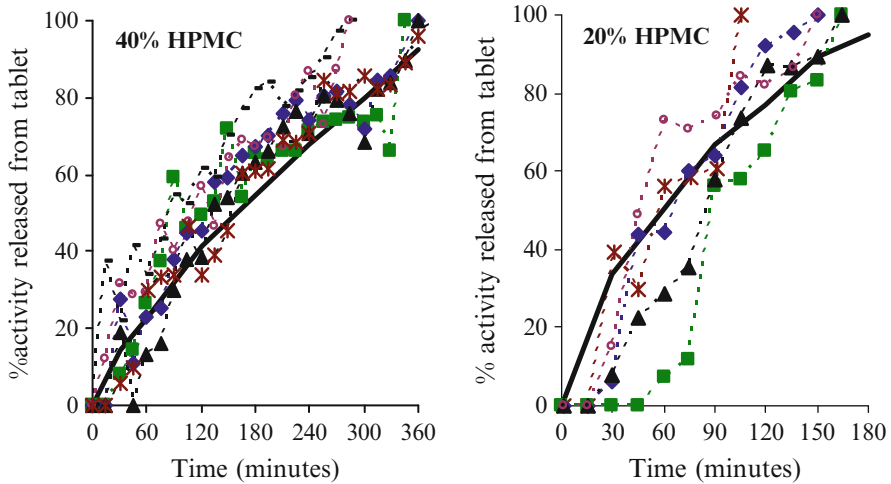 40% HPMC
%activity released from tablet
100
80
60
40
20
0
0 60 120 180 240 300 360
Time (minutes)
20% HPMC
% activity released from tablet
100
80
60
40
20
0
0 30 60 90 120 150 180
Time (minutes)